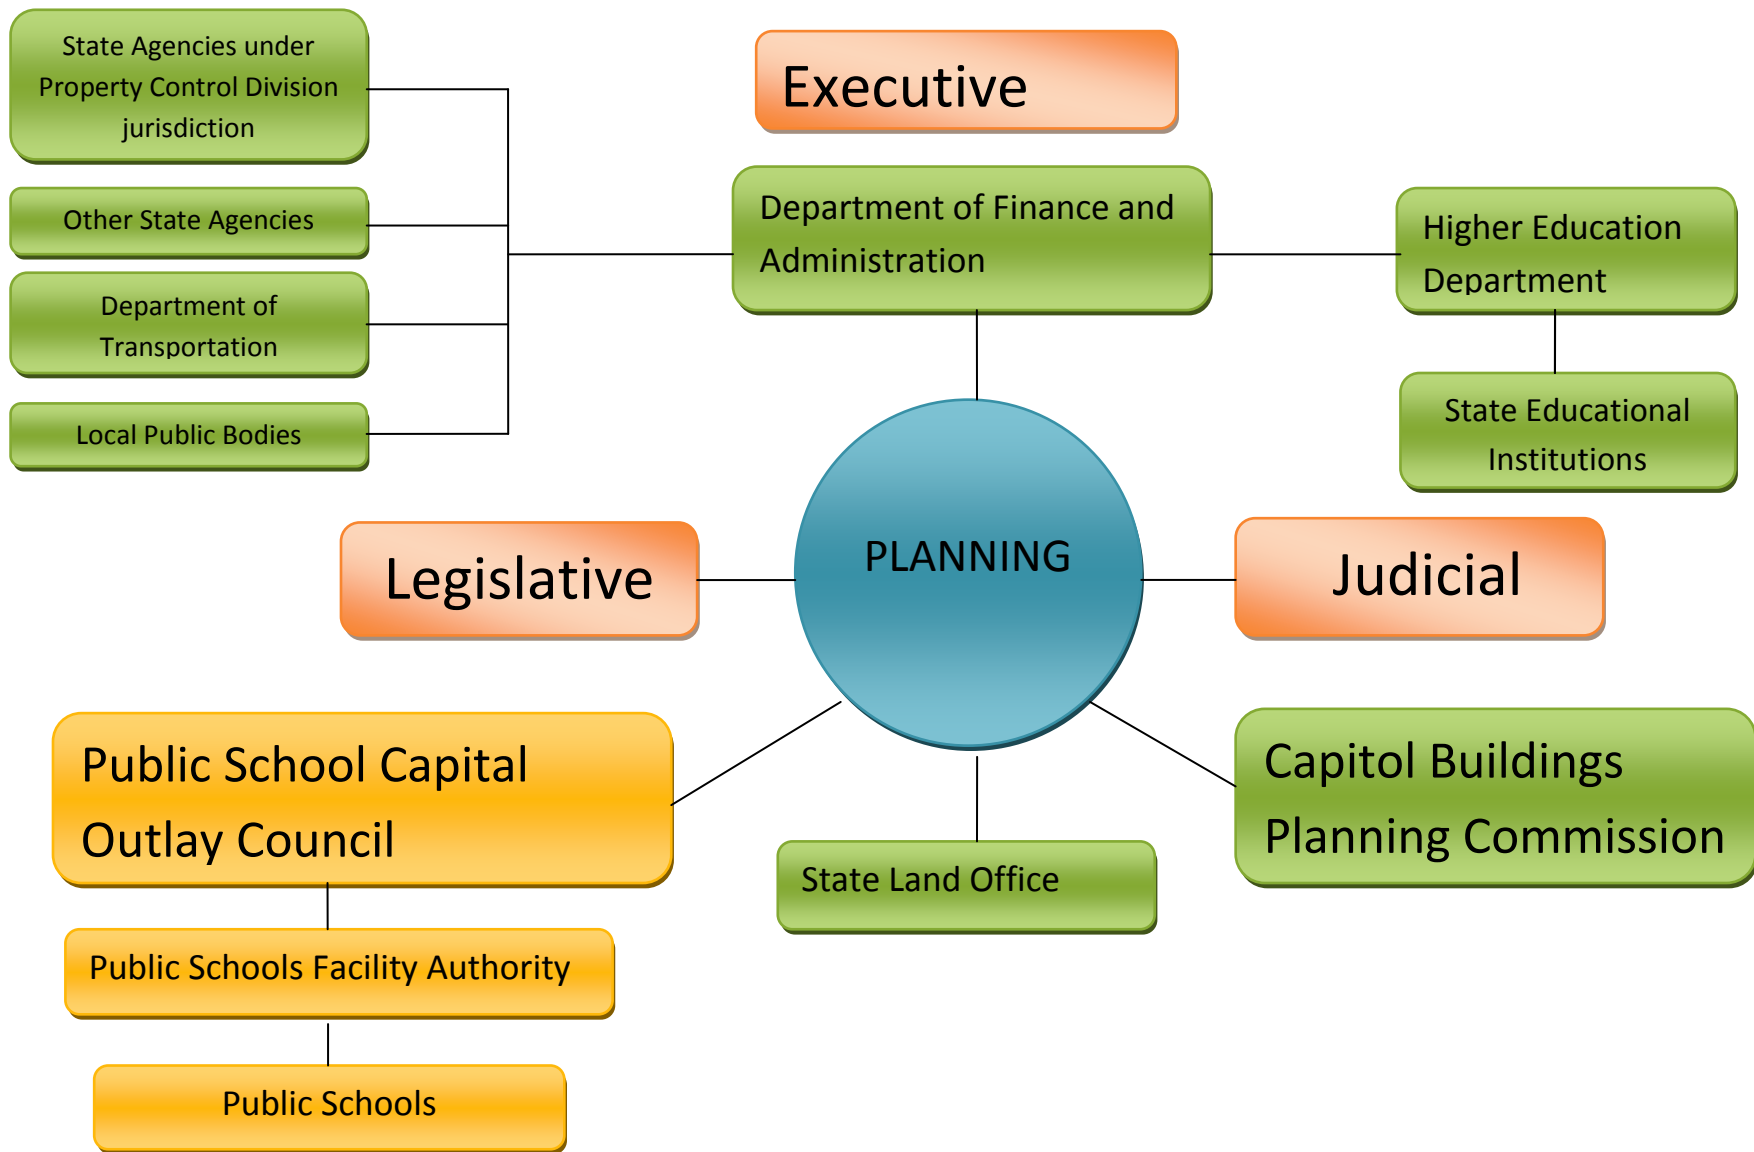 State Agencies under
Property Control Division
jurisdiction
Other State Agencies
Department of
Transportation
Local Public Bodies
Executive
Department of Finance and
Administration
Higher Education
Department
State Educational
Institutions
Legislative
PLANNING
Judicial
Public School Capital
Outlay Council
Public Schools Facility Authority
Public Schools
State Land Office
Capitol Buildings
Planning Commission